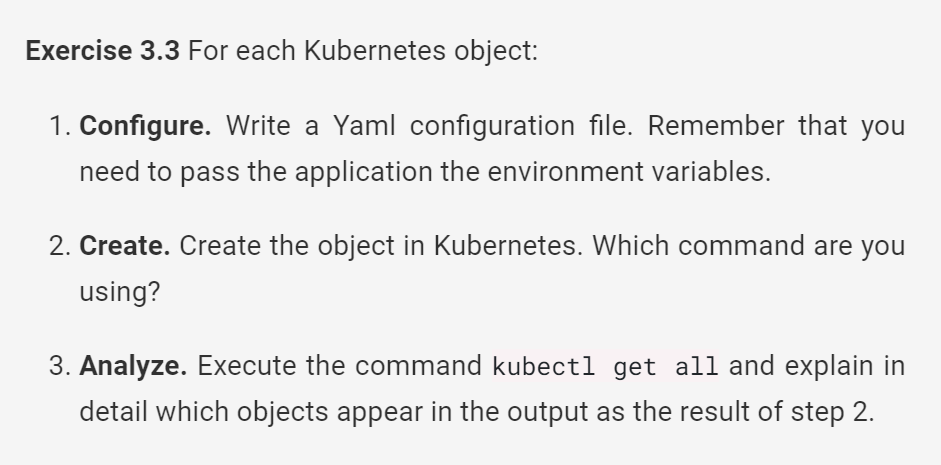 Exercise 3.3 For each Kubernetes object:
1. Configure. Write a Yaml configuration file. Remember that you
need to pass the application the environment variables.
2. Create. Create the object in Kubernetes. Which command are you
using?
3. Analyze. Execute the command kubectl get all and explain in
detail which objects appear in the output as the result of step 2.